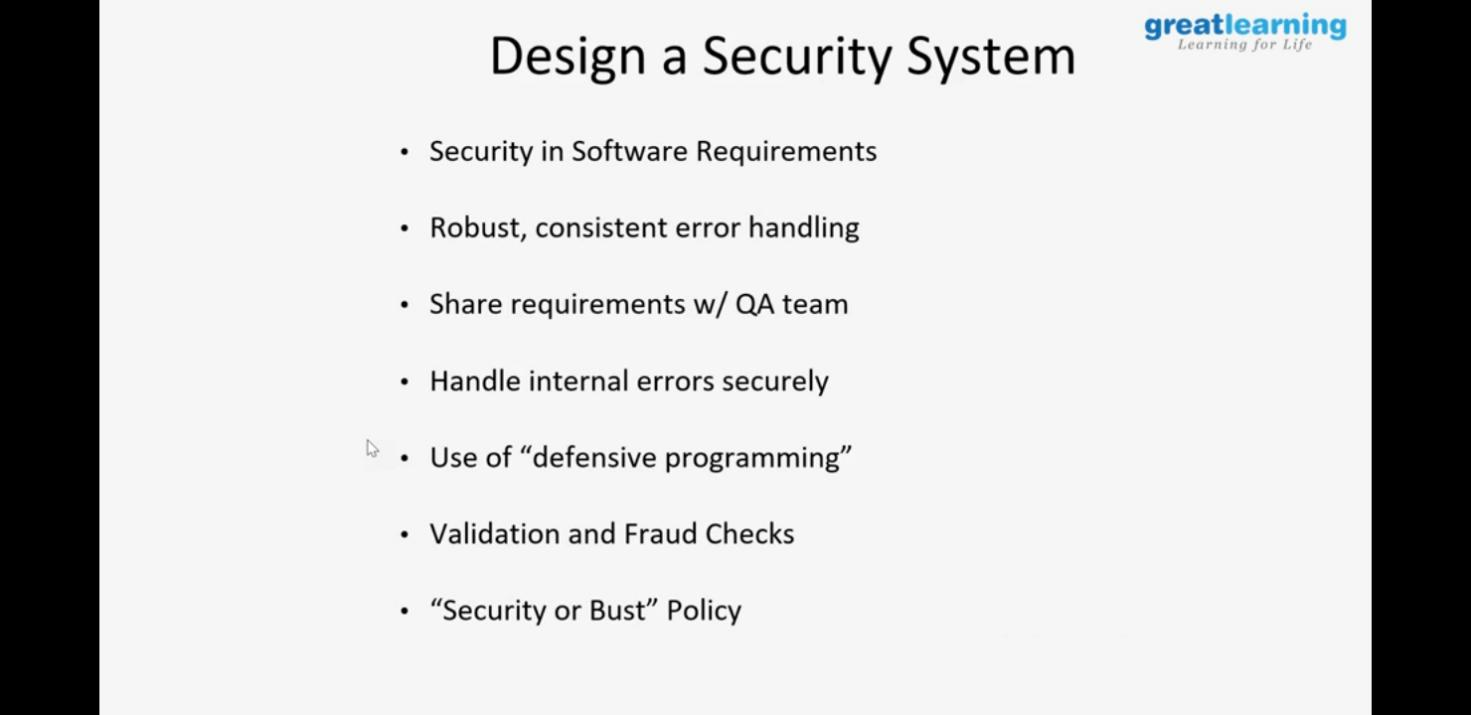 greatlearning
Learning for Life
Design a Security System
• Security in Software Requirements
• Robust, consistent error handling
• Share requirements w/ QA team
• Handle internal errors securely
• Use of “defensive programming”
• Validation and Fraud Checks
• “Security or Bust” Policy